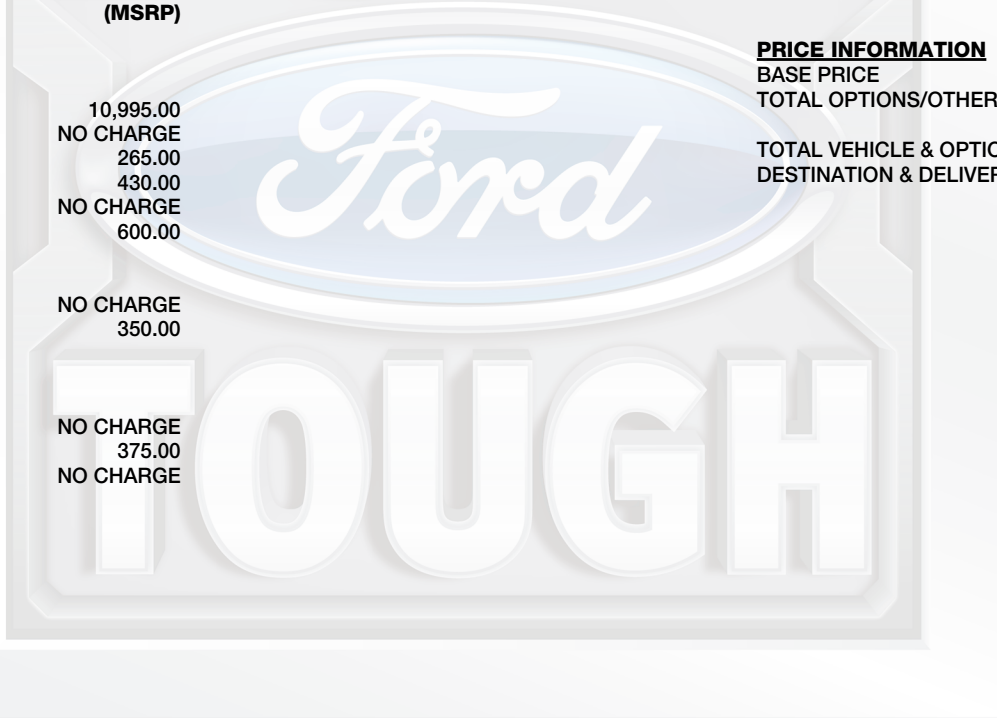 (MSRP)
10,995.00
NO CHARGE
265.00
430.00
NO CHARGE
600.00
NO CHARGE
350.00
NO CHARGE
375.00
NO CHARGE
PRICE INFORMATION
BASE PRICE
TOTAL OPTIONS/OTHER
TOTAL VEHICLE & OPTIO
DESTINATION & DELIVER
Ford
TOUGH